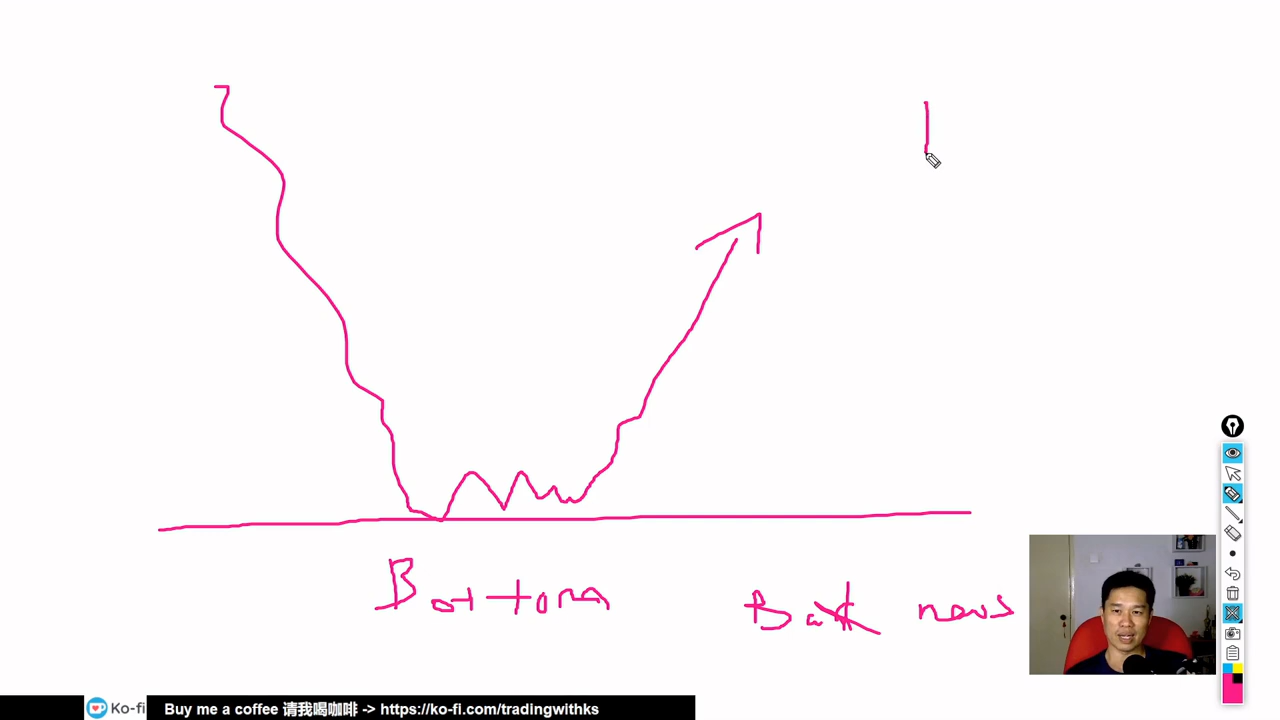 Bottom
Bad news
Ko-fi
Buy me a coffee 请我喝咖啡 -> https://ko-fi.com/tradingwithks